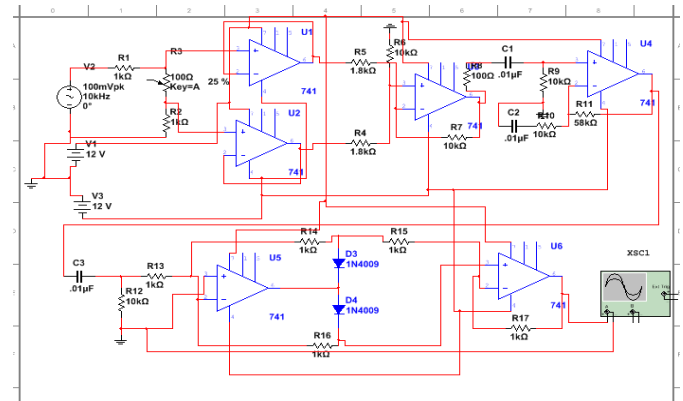 0 1 2 3 4 5 6 7 8
U1
U4
V2
R1
1kΩ
R3
100Ω
Key=A
25 %
R5
1.8kΩ
R6
10kΩ
100Ω
C1
.01µF
R9
10kΩ
100mVpk
10kHz
0°
741
U2
R2
1kΩ
C2
.01µF
10kΩ
R11
58kΩ
741
741
V1
12 V
R4
1.8kΩ
R7
10kΩ
741
V3
12 V
R14
1kΩ
R15
1kΩ
U5
U6
D3
1N4009
XSC1
C3
.01µF
R13
1kΩ
R12
10kΩ
D4
1N4009
Ext Trig
A
B
741
741
R16
1kΩ
R17
1kΩ